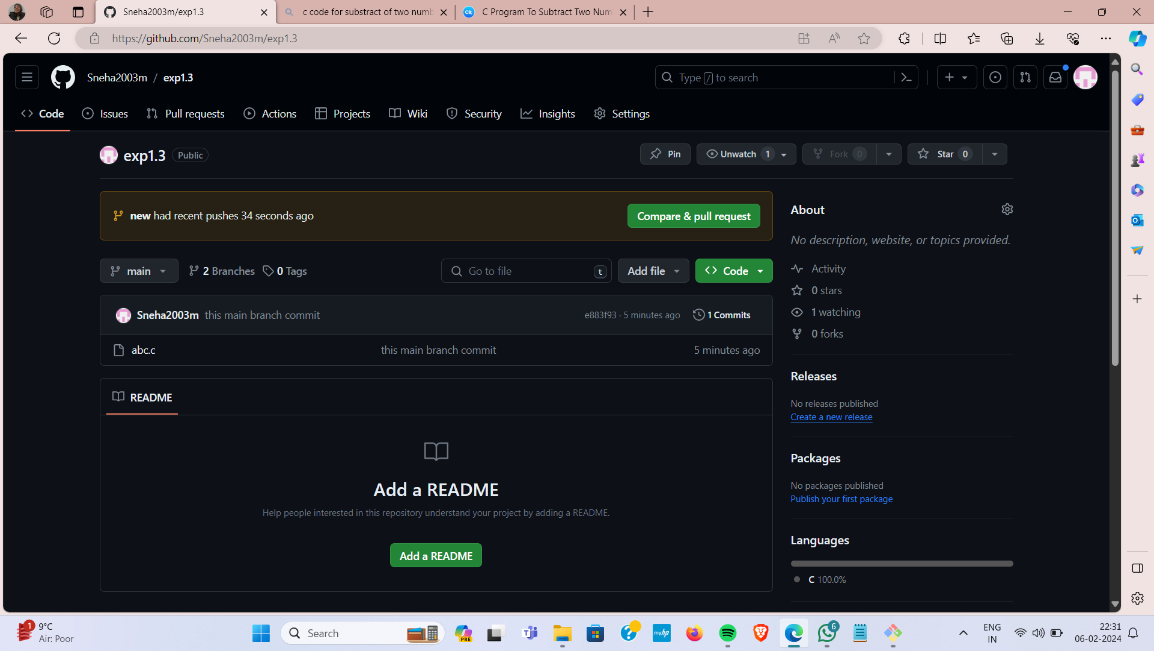 Sneha2003m/exp1.3
c code for substract of two numb
C Program To Subtract Two Num
https://github.com/Sneha2003m/exp1.3
Sneha2003m / exp1.3
Type / to search
Code
Issues
Pull requests
Actions
Projects
Wiki
Security
Insights
Settings
exp1.3 Public
Pin
Unwatch 1
Fork 0
Star 0
new had recent pushes 34 seconds ago
Compare & pull request
main
2 Branches
0 Tags
Go to file t
Add file
Code
Sneha2003m this main branch commit
e883f93 · 5 minutes ago
1 Commits
abc.c
this main branch commit
5 minutes ago
README
Add a README
Help people interested in this repository understand your project by adding a README.
Add a README
About
No description, website, or topics provided.
Activity
0 stars
1 watching
0 forks
Releases
No releases published
Create a new release
Packages
No packages published
Publish your first package
Languages
C 100.0%
1
9°C
Air: Poor
Search
PRE
6
ENG
IN
22:31
06-02-2024